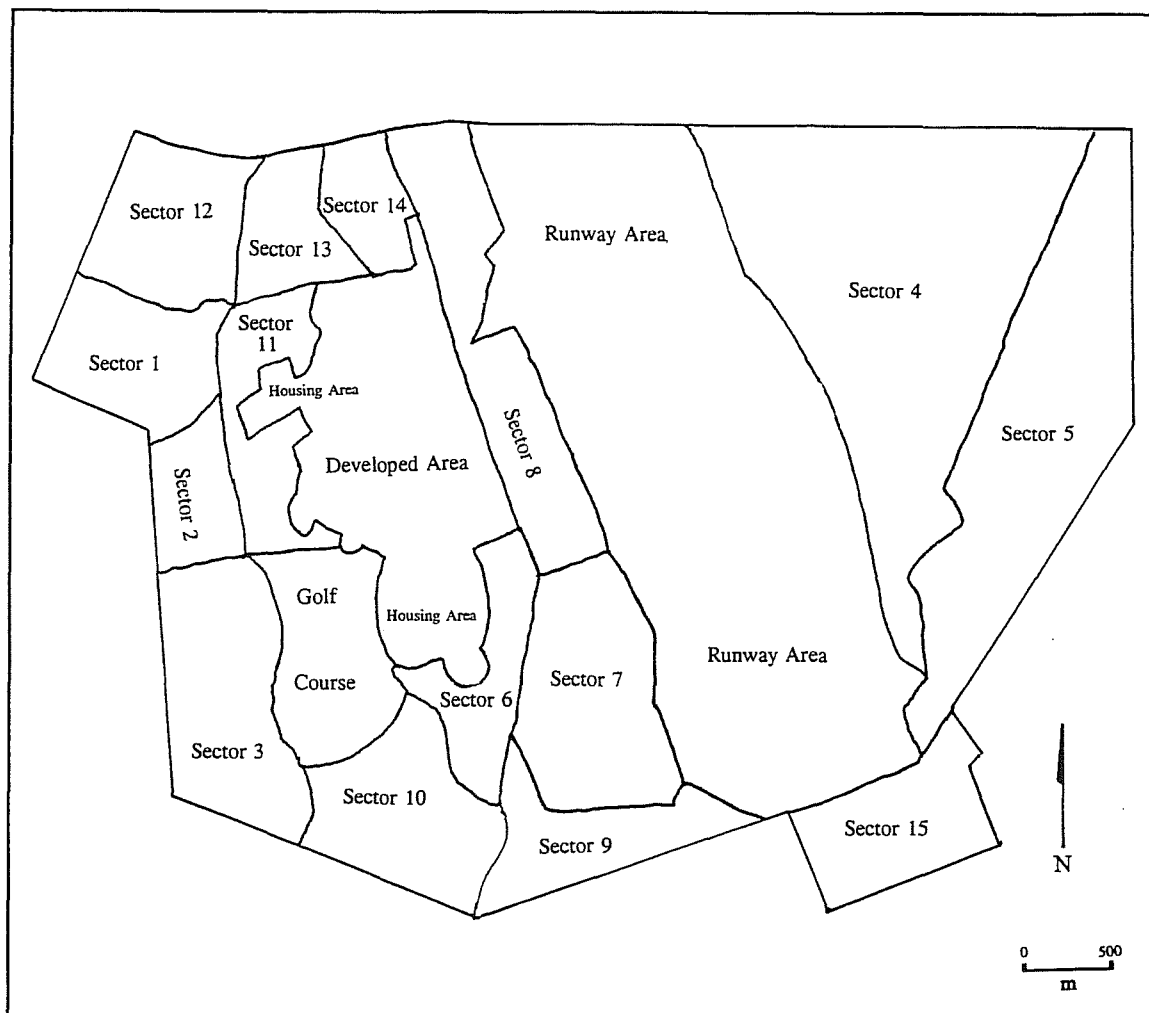 Sector 12
Sector 14
Sector 13
Runway Area
Sector 4
Sector
11
Sector 1
Housing Area
Sector 8
Sector 5
Developed Area
Sector 2
Golf
Course
Housing Area
Sector 7
Runway Area
Sector 6
Sector 3
Sector 10
Sector 15
Sector 9
N
0 500
m